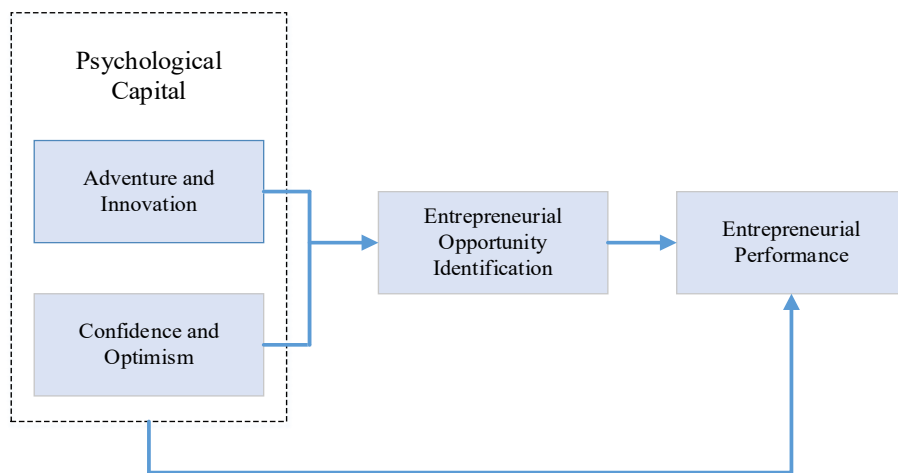 Psychological
Capital
Adventure and
Innovation
Entrepreneurial
Opportunity
Identification
Entrepreneurial
Performance
Confidence and
Optimism